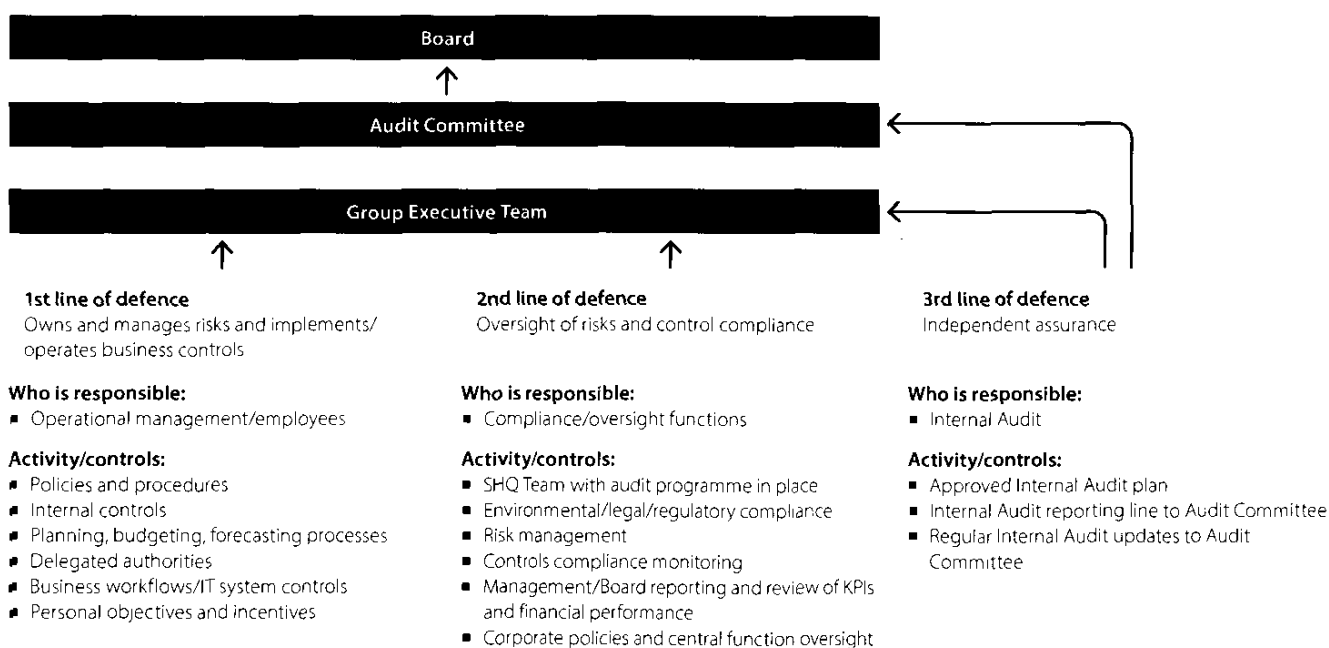 Board
Audit Committee
Group Executive Team
1st line of defence
Owns and manages risks and implements/
operates business controls
Who is responsible:
▪ Operational management/employees
Activity/controls:
▪ Policies and procedures
▪ Internal controls
▪ Planning, budgeting, forecasting processes
▪ Delegated authorities
▪ Business workflows/IT system controls
▪ Personal objectives and incentives
2nd line of defence
Oversight of risks and control compliance
Who is responsible:
▪ Compliance/oversight functions
Activity/controls:
▪ SHQ Team with audit programme in place
▪ Environmental/legal/regulatory compliance
▪ Risk management
▪ Controls compliance monitoring
▪ Management/Board reporting and review of KPIs
and financial performance
▪ Corporate policies and central function oversight
3rd line of defence
Independent assurance
Who is responsible:
▪ Internal Audit
Activity/controls:
▪ Approved Internal Audit plan
▪ Internal Audit reporting line to Audit Committee
▪ Regular Internal Audit updates to Audit
Committee